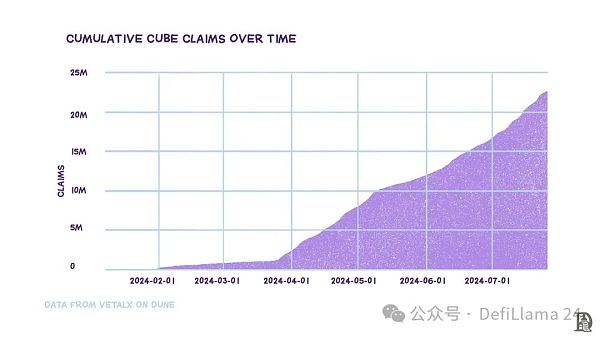 CUMULATIVE CUBE CLAIMS OVER TIME
25M
20M
15M
10M
5M
0
CLAIMS
2024-02-01 2024-03-01 2024-04-01 2024-05-01 2024-06-01 2024-07-01
DATA FROM VETALX ON DUNE
公众号 · DefiLlama 24